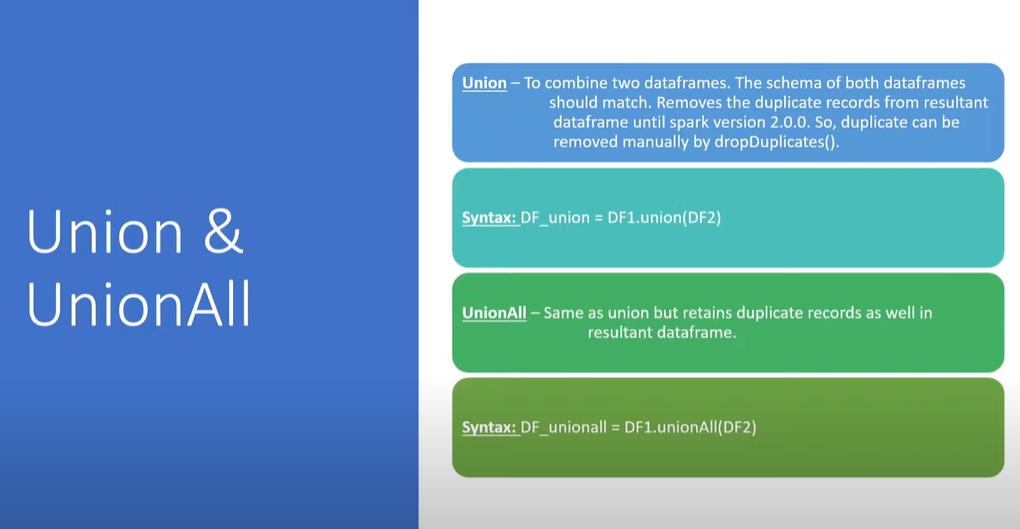 Union &
UnionAll
Union – To combine two dataframes. The schema of both dataframes
should match. Removes the duplicate records from resultant
dataframe until spark version 2.0.0. So, duplicate can be
removed manually by dropDuplicates().
Syntax: DF_union = DF1.union(DF2)
UnionAll – Same as union but retains duplicate records as well in
resultant dataframe.
Syntax: DF_unionall = DF1.unionAll(DF2)